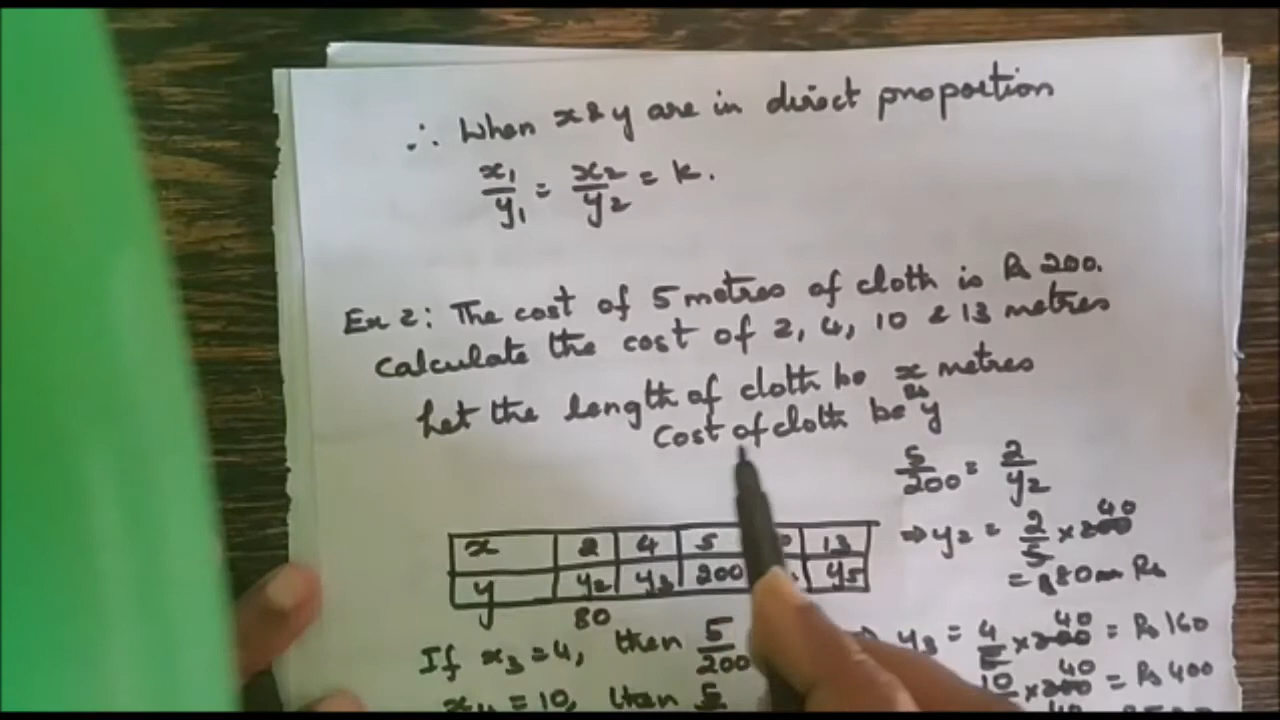 ∴ When x & y are in direct proportion
x₁/y₁ = x₂/y₂ = k.
Ex 2: The cost of 5 metres of cloth is Rs 200.
Calculate the cost of 2, 4, 10 & 13 metres
Let the length of cloth be x metres
Cost of cloth be Rs y
5/200 = 2/y₂
⇒ y₂ = 2/5 × 200 40
= 80 Rs
x 2 4 5 13
y y₂ y₃ 200 y₅
80
If x₃ = 4, then 5/200 ⇒ y₃ = 4/5 × 200 40 = Rs 160
x₄ = 10, then 5 10 × 200 40 = Rs 400